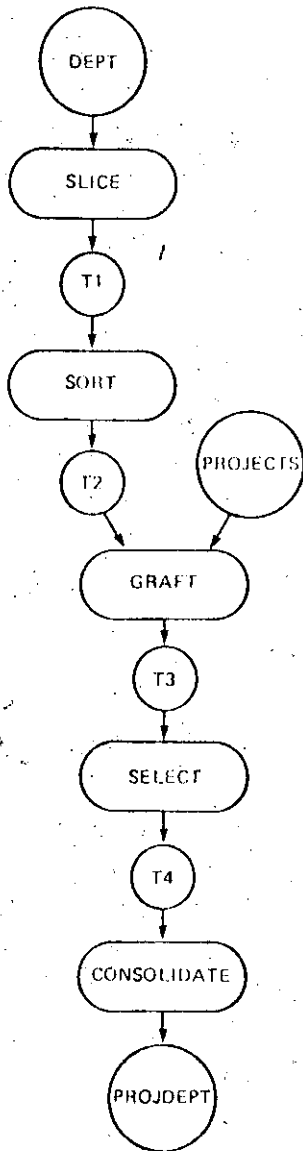 DEPT
SLICE
T1
SORT
T2
PROJECTS
GRAFT
T3
SELECT
T4
CONSOLIDATE
PROJDEPT